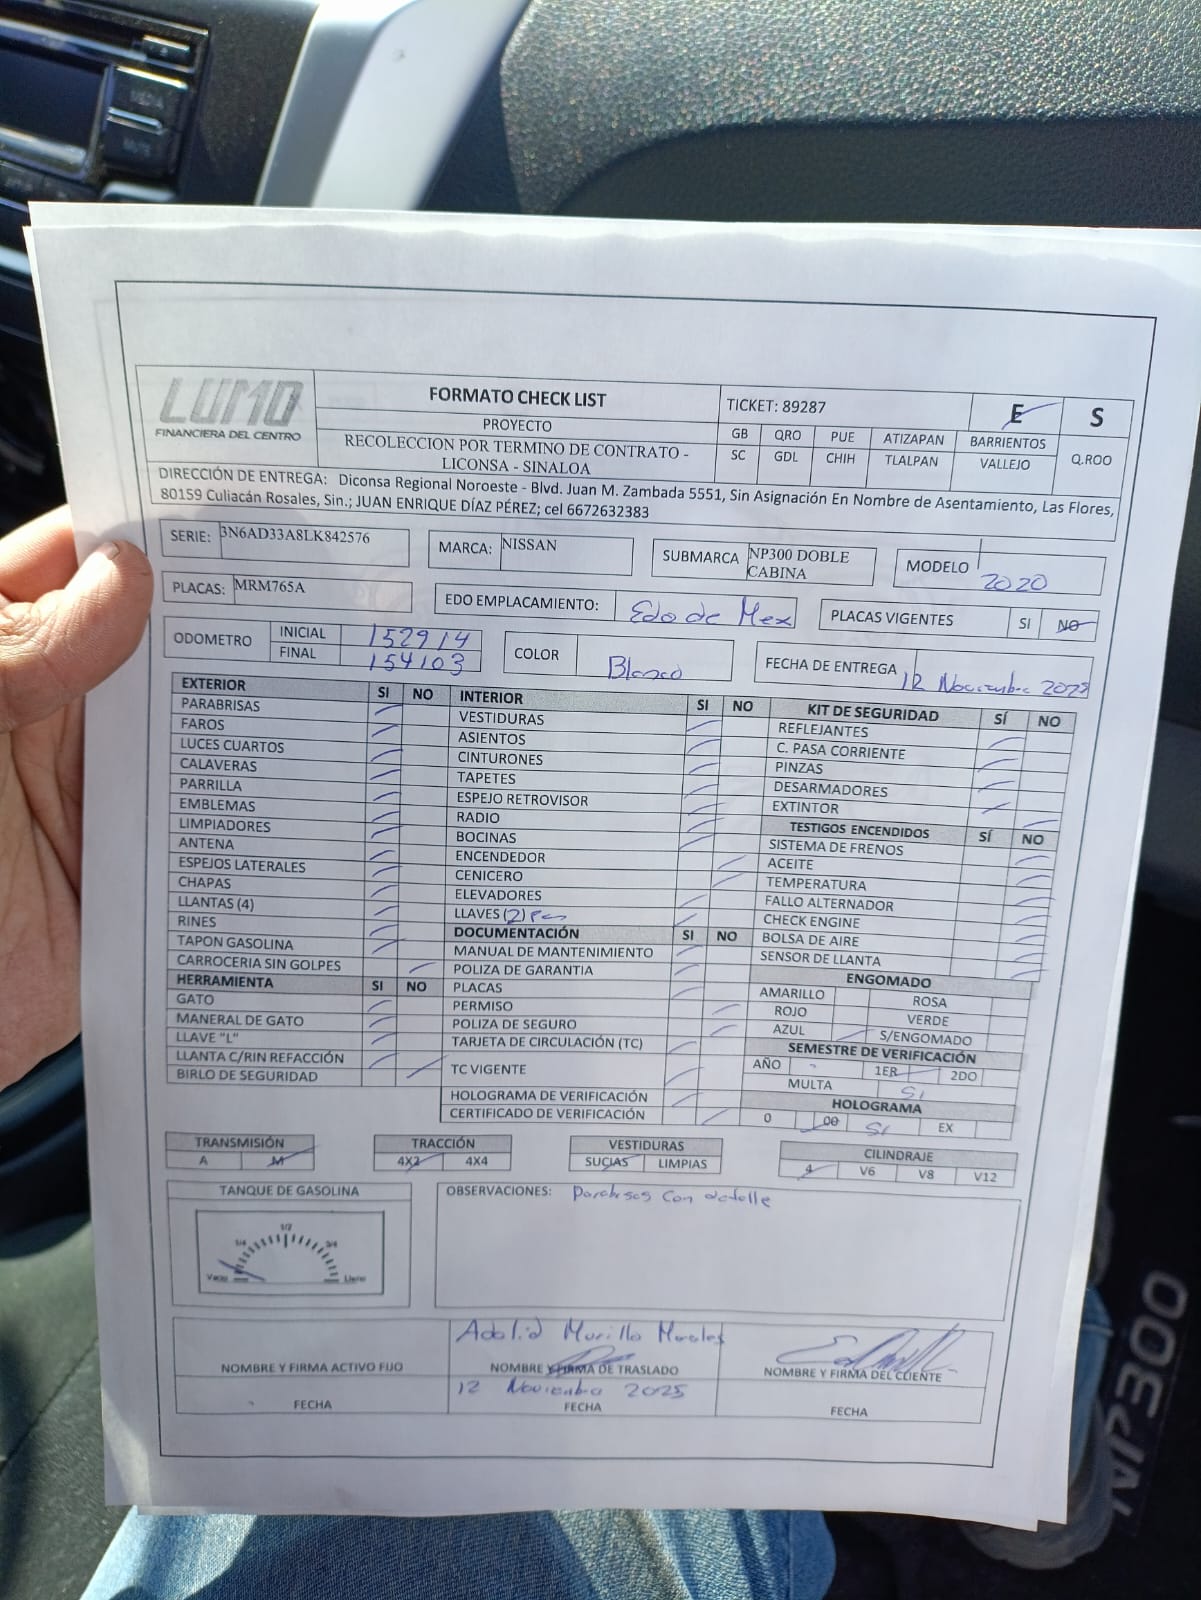 LUMO
FINANCIERA DEL CENTRO
FORMATO CHECK LIST
PROYECTO
RECOLECCION POR TERMINO DE CONTRATO -
LICONSA - SINALOA
TICKET: 89287
E S
GB QRO PUE ATIZAPAN BARRIENTOS Q.ROO
SC GDL CHIH TLALPAN VALLEJO
DIRECCIÓN DE ENTREGA: Diconsa Regional Noroeste - Blvd. Juan M. Zambada 5551, Sin Asignación En Nombre de Asentamiento, Las Flores,
80159 Culiacán Rosales, Sin.; JUAN ENRIQUE DÍAZ PÉREZ; cel 6672632383
SERIE: 3N6AD33A8LK842576
MARCA: NISSAN
SUBMARCA NP300 DOBLE
CABINA
MODELO 2020
PLACAS: MRM765A
EDO EMPLACAMIENTO: Edo de Mex
PLACAS VIGENTES SI NO
ODOMETRO INICIAL 152914
FINAL 154103
COLOR Blanco
FECHA DE ENTREGA 12 Noviembre 2025
EXTERIOR SI NO
PARABRISAS
FAROS
LUCES CUARTOS
CALAVERAS
PARRILLA
EMBLEMAS
LIMPIADORES
ANTENA
ESPEJOS LATERALES
CHAPAS
LLANTAS (4)
RINES
TAPON GASOLINA
CARROCERIA SIN GOLPES
HERRAMIENTA SI NO
GATO
MANERAL DE GATO
LLAVE "L"
LLANTA C/RIN REFACCIÓN
BIRLO DE SEGURIDAD
INTERIOR SI NO
VESTIDURAS
ASIENTOS
CINTURONES
TAPETES
ESPEJO RETROVISOR
RADIO
BOCINAS
ENCENDEDOR
CENICERO
ELEVADORES
LLAVES (2)
DOCUMENTACIÓN SI NO
MANUAL DE MANTENIMIENTO
POLIZA DE GARANTIA
PLACAS
PERMISO
POLIZA DE SEGURO
TARJETA DE CIRCULACIÓN (TC)
TC VIGENTE
HOLOGRAMA DE VERIFICACIÓN
CERTIFICADO DE VERIFICACIÓN
KIT DE SEGURIDAD SÍ NO
REFLEJANTES
C. PASA CORRIENTE
PINZAS
DESARMADORES
EXTINTOR
TESTIGOS ENCENDIDOS SÍ NO
SISTEMA DE FRENOS
ACEITE
TEMPERATURA
FALLO ALTERNADOR
CHECK ENGINE
BOLSA DE AIRE
SENSOR DE LLANTA
ENGOMADO
AMARILLO ROSA
ROJO VERDE
AZUL S/ENGOMADO
SEMESTRE DE VERIFICACIÓN
AÑO 1ER 2DO
MULTA Si
HOLOGRAMA
0 00 Si EX
TRANSMISIÓN
A M
TRACCIÓN
4X2 4X4
VESTIDURAS
SUCIAS LIMPIAS
CILINDRAJE
4 V6 V8 V12
TANQUE DE GASOLINA
1/4 1/2 3/4
Vacio Lleno
OBSERVACIONES: Parabrisas con detalle
Adalid Murillo Morales
NOMBRE Y FIRMA ACTIVO FIJO
NOMBRE Y FIRMA DE TRASLADO
NOMBRE Y FIRMA DEL CLIENTE
12 Noviembre 2025
FECHA
FECHA
FECHA
NP300